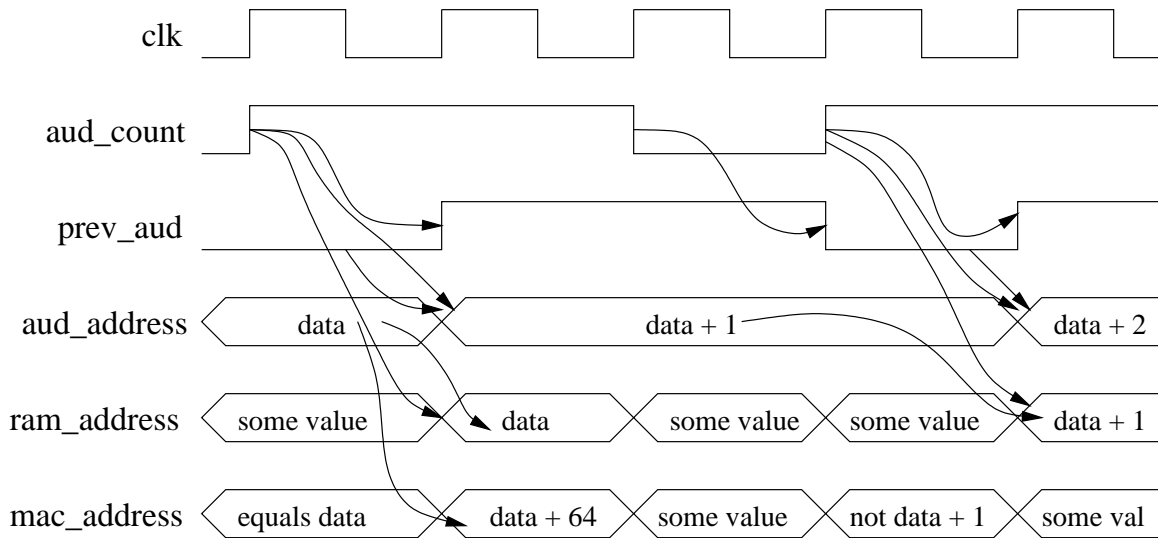 clk
aud_count
prev_aud
aud_address data data + 1 data + 2
ram_address some value data some value some value data + 1
mac_address equals data data + 64 some value not data + 1 some val